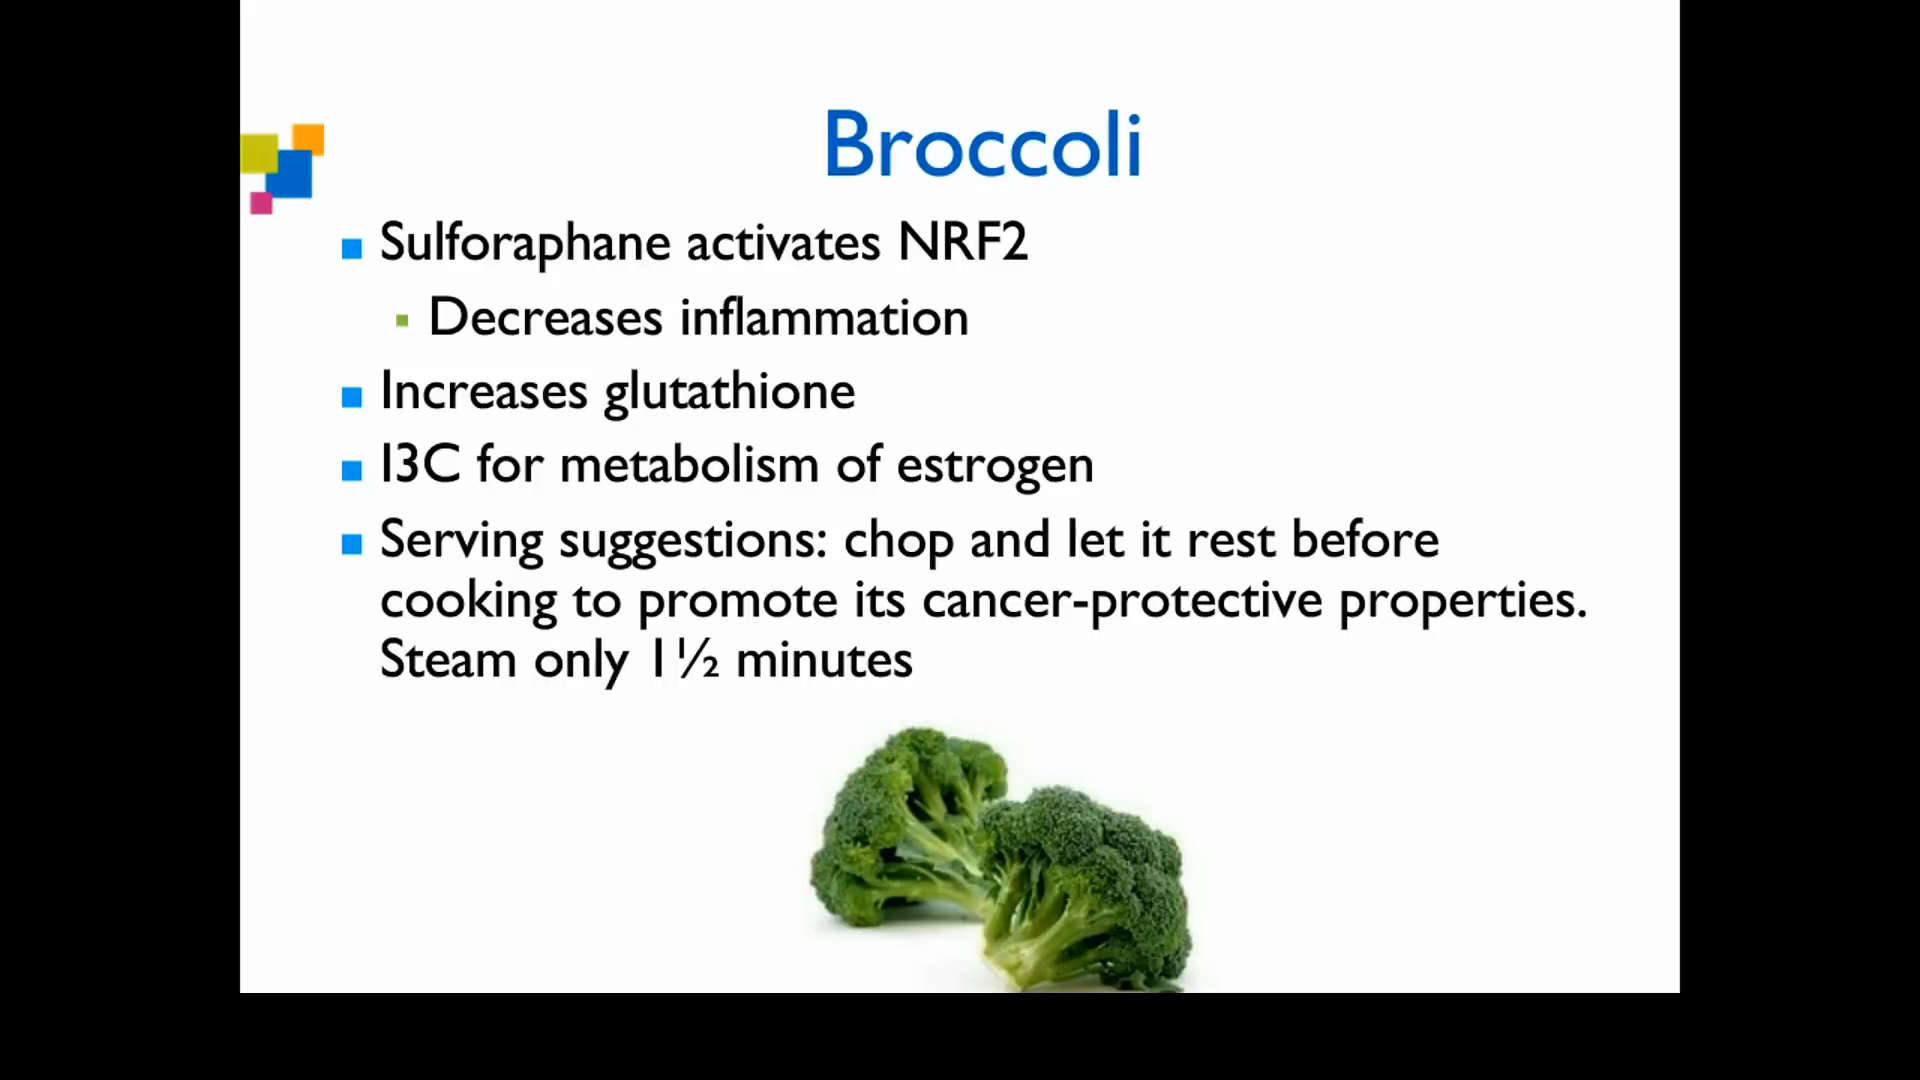 Broccoli
Sulforaphane activates NRF2
Decreases inflammation
Increases glutathione
I3C for metabolism of estrogen
Serving suggestions: chop and let it rest before
cooking to promote its cancer-protective properties.
Steam only 1½ minutes